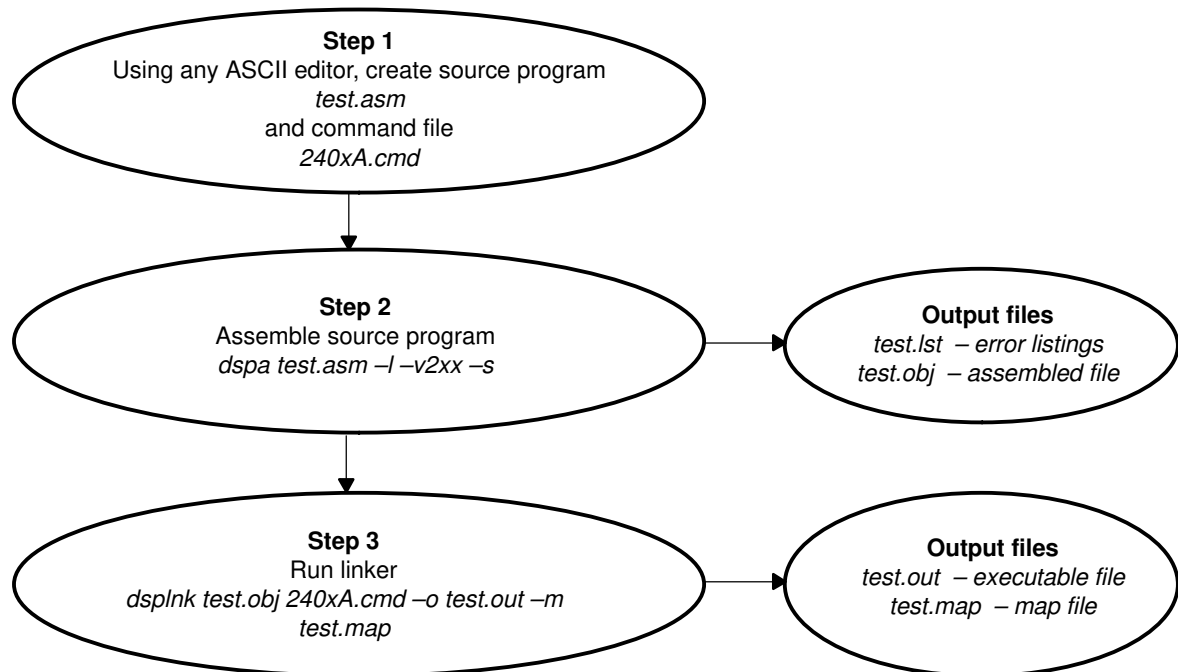 Step 1
Using any ASCII editor, create source program
test.asm
and command file
240xA.cmd
Step 2
Assemble source program
dspa test.asm –l –v2xx –s
Output files
test.lst – error listings
test.obj – assembled file
Step 3
Run linker
dsplnk test.obj 240xA.cmd –o test.out –m
test.map
Output files
test.out – executable file
test.map – map file